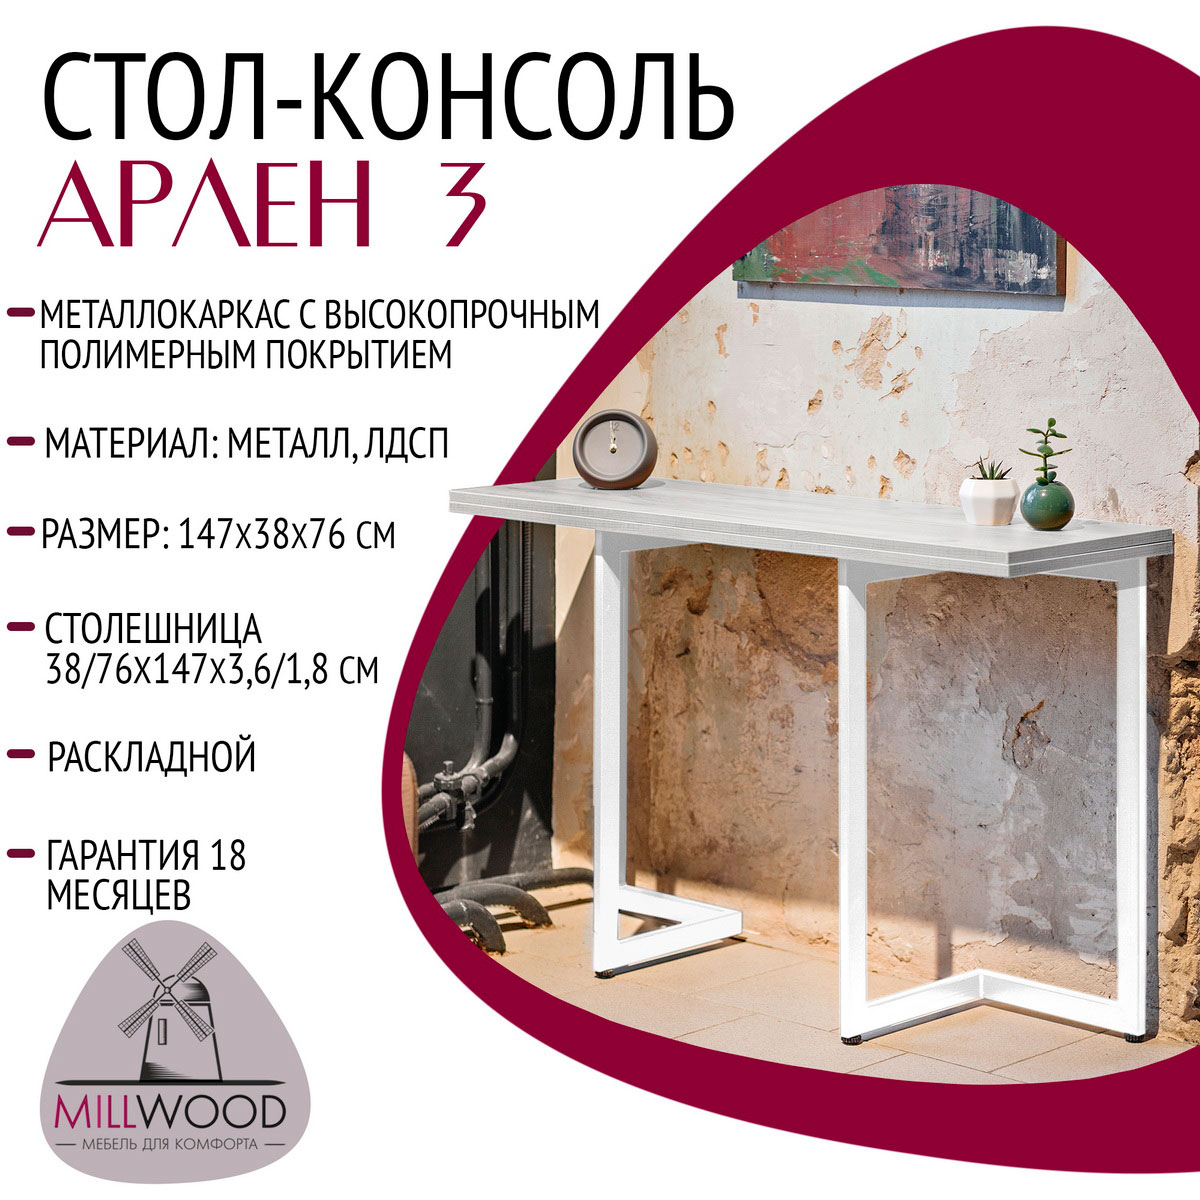 СТОЛ-КОНСОЛЬ
АРЛЕН 3
МЕТАЛЛОКАРКАС С ВЫСОКОПРОЧНЫМ
ПОЛИМЕРНЫМ ПОКРЫТИЕМ
МАТЕРИАЛ: МЕТАЛЛ, ЛДСП
РАЗМЕР: 147х38х76 СМ
СТОЛЕШНИЦА
38/76х147х3,6/1,8 СМ
РАСКЛАДНОЙ
ГАРАНТИЯ 18
МЕСЯЦЕВ
MILLWOOD
МЕБЕЛЬ ДЛЯ КОМФОРТА